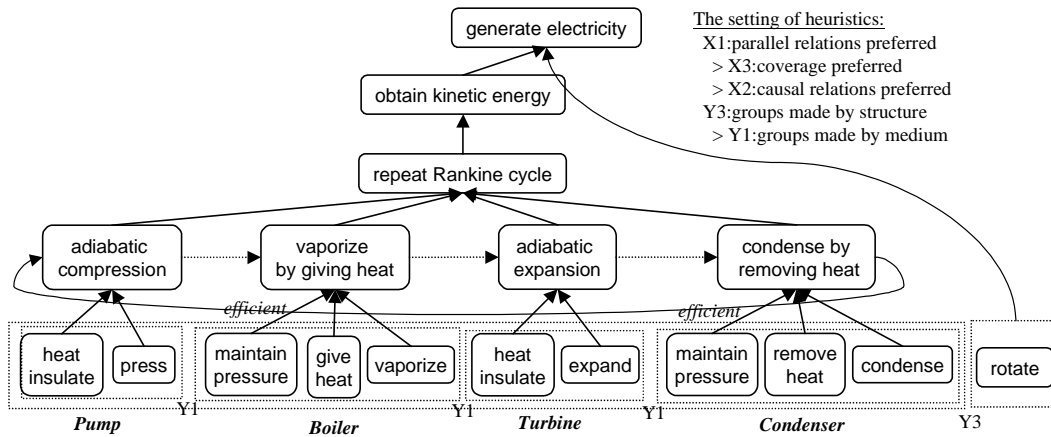 generate electricity
The setting of heuristics:
X1:parallel relations preferred
> X3:coverage preferred
> X2:causal relations preferred
Y3:groups made by structure
> Y1:groups made by medium
obtain kinetic energy
repeat Rankine cycle
adiabatic
compression
vaporize
by giving heat
adiabatic
expansion
condense by
removing heat
efficient
efficient
heat
insulate
press
maintain
pressure
give
heat
vaporize
heat
insulate
expand
maintain
pressure
remove
heat
condense
rotate
Pump
Y1
Boiler
Y1
Turbine
Y1
Condenser
Y3